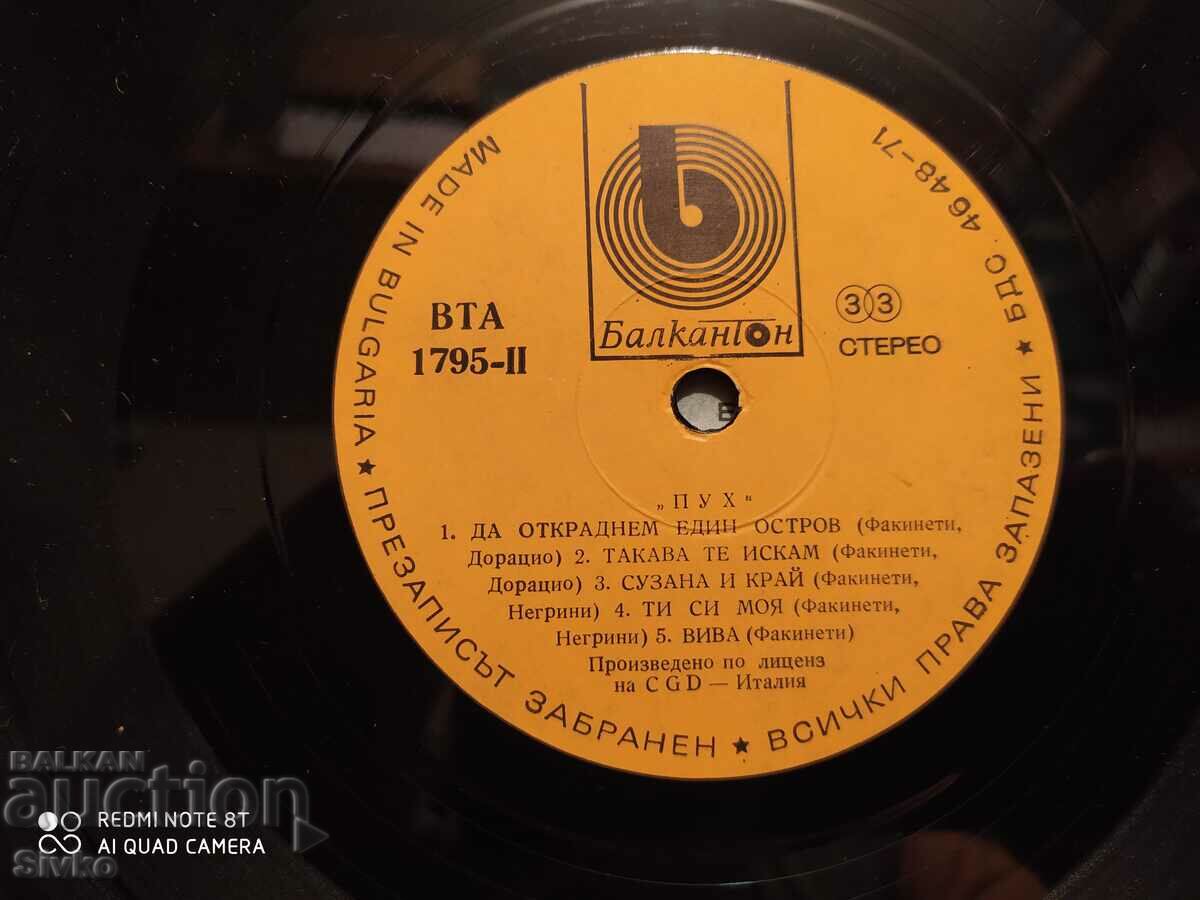 Балкантон
ВТА
1795-II
33
СТЕРЕО
MADE IN BULGARIA ★ ПРЕЗАПИСЪТ ЗАБРАНЕН ★ ВСИЧКИ ПРАВА ЗАПАЗЕНИ ★ БДС 4648-71
„ПУХ“
1. ДА ОТКРАДНЕМ ЕДИН ОСТРОВ (Факинети,
Дорацио) 2. ТАКАВА ТЕ ИСКАМ (Факинети,
Дорацио) 3. СУЗАНА И КРАЙ (Факинети,
Негрини) 4. ТИ СИ МОЯ (Факинети,
Негрини) 5. ВИВА (Факинети)
Произведено по лиценз
на CGD — Италия
BALKAN
auction
REDMI NOTE 8T
AI QUAD CAMERA
Sivko